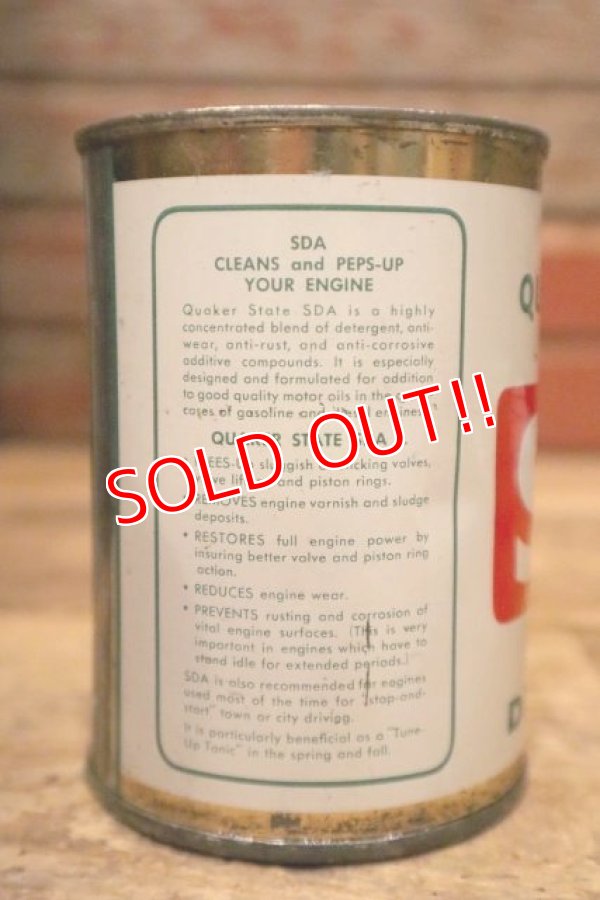 SDA
CLEANS and PEPS-UP
YOUR ENGINE
Quaker State SDA is a highly
concentrated blend of detergent, anti-
wear, anti-rust, and anti-corrosive
additive compounds. It is especially
designed and formulated for addition
to good quality motor oils in the
cases of gasoline and engines.
QUAKER STATE SDA
sluggish sticking valves,
and piston rings.
• REMOVES engine varnish and sludge
deposits.
• RESTORES full engine power by
insuring better valve and piston ring
action.
• REDUCES engine wear.
• PREVENTS rusting and corrosion of
vital engine surfaces. (This is very
important in engines which have to
stand idle for extended periods.)
SDA is also recommended for engines
used most of the time for "stop-and-
start" town or city driving.
It is particularly beneficial as a "Tune-
Up Tonic" in the spring and fall.
SOLD OUT!!